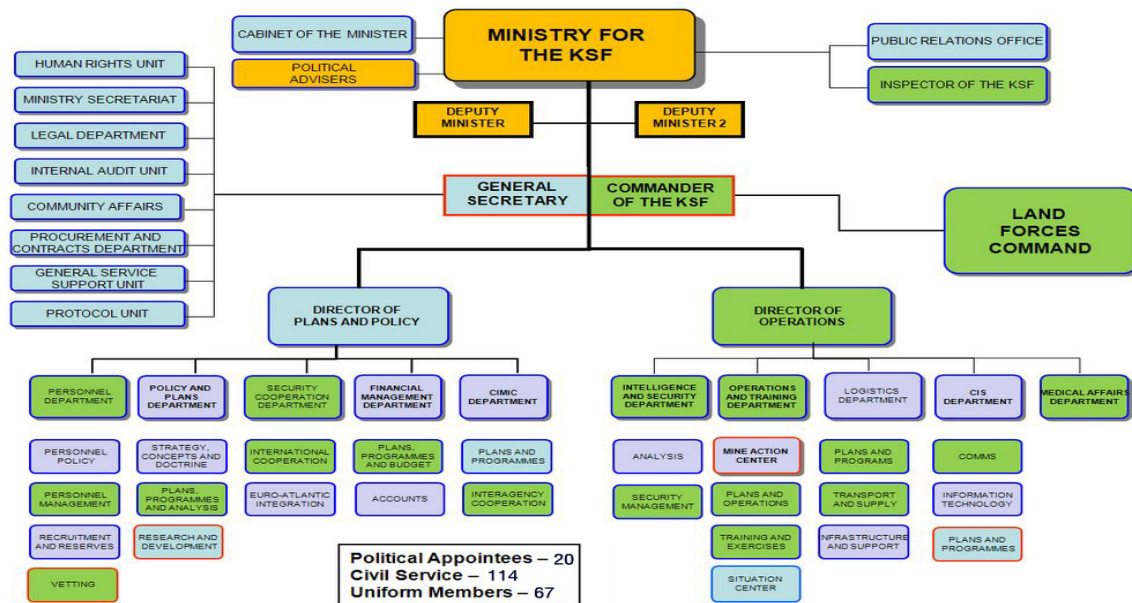 CABINET OF THE MINISTER
POLITICAL
ADVISERS
MINISTRY FOR
THE KSF
PUBLIC RELATIONS OFFICE
INSPECTOR OF THE KSF
HUMAN RIGHTS UNIT
MINISTRY SECRETARIAT
LEGAL DEPARTMENT
INTERNAL AUDIT UNIT
COMMUNITY AFFAIRS
PROCUREMENT AND
CONTRACTS DEPARTMENT
GENERAL SERVICE
SUPPORT UNIT
PROTOCOL UNIT
DEPUTY
MINISTER
DEPUTY
MINISTER 2
GENERAL
SECRETARY
COMMANDER
OF THE KSF
LAND
FORCES
COMMAND
DIRECTOR OF
PLANS AND POLICY
DIRECTOR OF
OPERATIONS
PERSONNEL
DEPARTMENT
POLICY AND
PLANS
DEPARTMENT
SECURITY
COOPERATION
DEPARTMENT
FINANCIAL
MANAGEMENT
DEPARTMENT
CIMIC
DEPARTMENT
INTELLIGENCE
AND SECURITY
DEPARTMENT
OPERATIONS
AND TRAINING
DEPARTMENT
LOGISTICS
DEPARTMENT
CIS
DEPARTMENT
MEDICAL AFFAIRS
DEPARTMENT
PERSONNEL
POLICY
STRATEGY,
CONCEPTS AND
DOCTRINE
INTERNATIONAL
COOPERATION
PLANS,
PROGRAMMES
AND BUDGET
PLANS AND
PROGRAMMES
ANALYSIS
MINE ACTION
CENTER
PLANS AND
PROGRAMS
COMMS
PERSONNEL
MANAGEMENT
PLANS,
PROGRAMMES
AND ANALYSIS
EURO-ATLANTIC
INTEGRATION
ACCOUNTS
INTERAGENCY
COOPERATION
SECURITY
MANAGEMENT
PLANS AND
OPERATIONS
TRANSPORT
AND SUPPLY
INFORMATION
TECHNOLOGY
RECRUITMENT
AND RESERVES
RESEARCH AND
DEVELOPMENT
TRAINING AND
EXERCISES
INFRASTRUCTURE
AND SUPPORT
PLANS AND
PROGRAMMES
VETTING
SITUATION
CENTER
Political Appointees – 20
Civil Service – 114
Uniform Members – 67